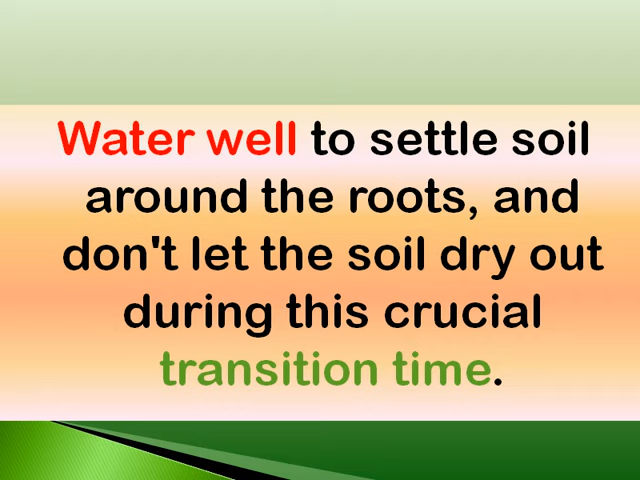 Water well to settle soil
around the roots, and
don't let the soil dry out
during this crucial
transition time.